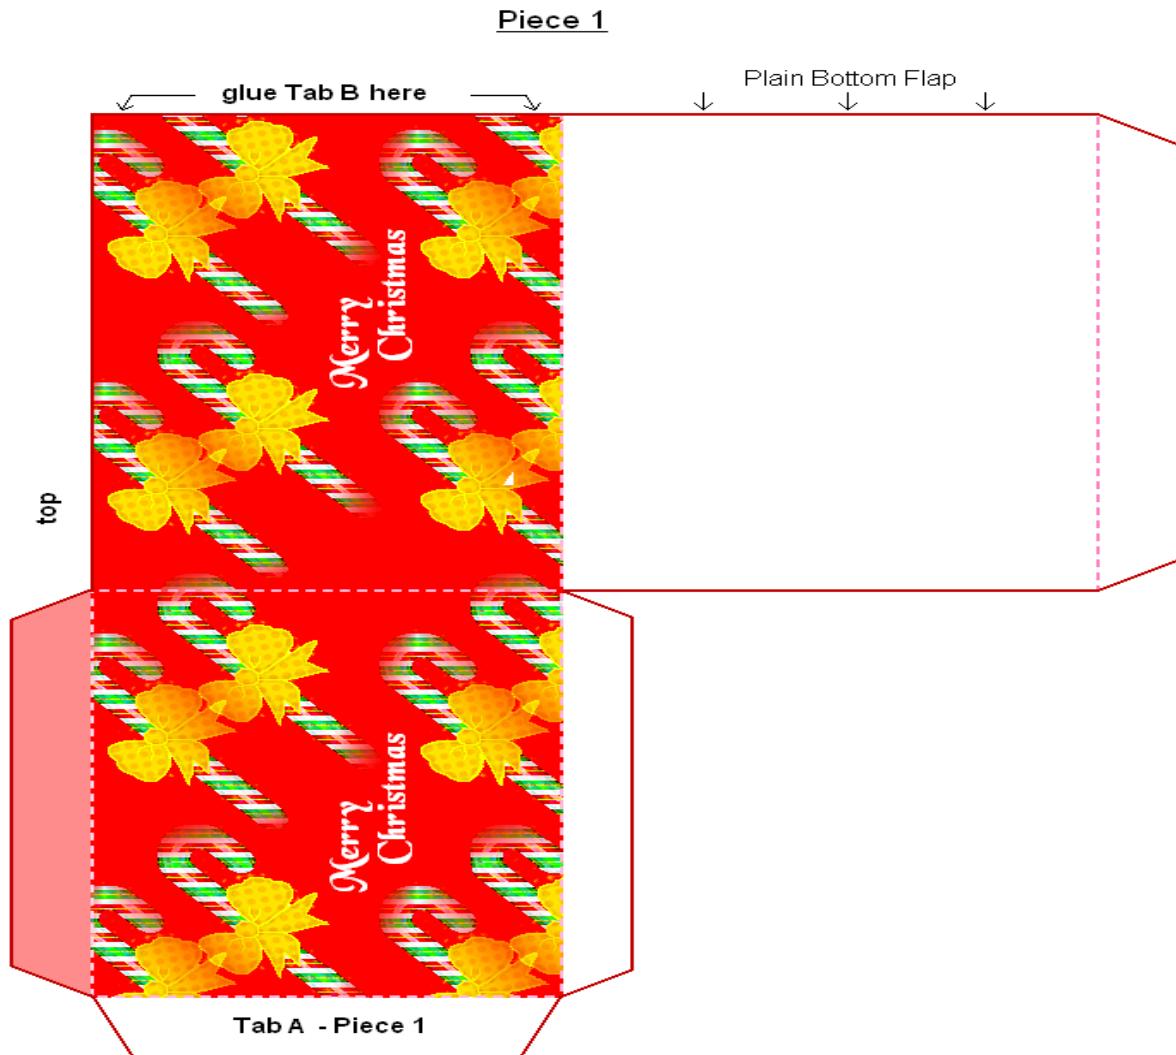 Piece 1
Plain Bottom Flap
glue Tab B here
Merry
Christmas
top
Merry
Christmas
Tab A - Piece 1